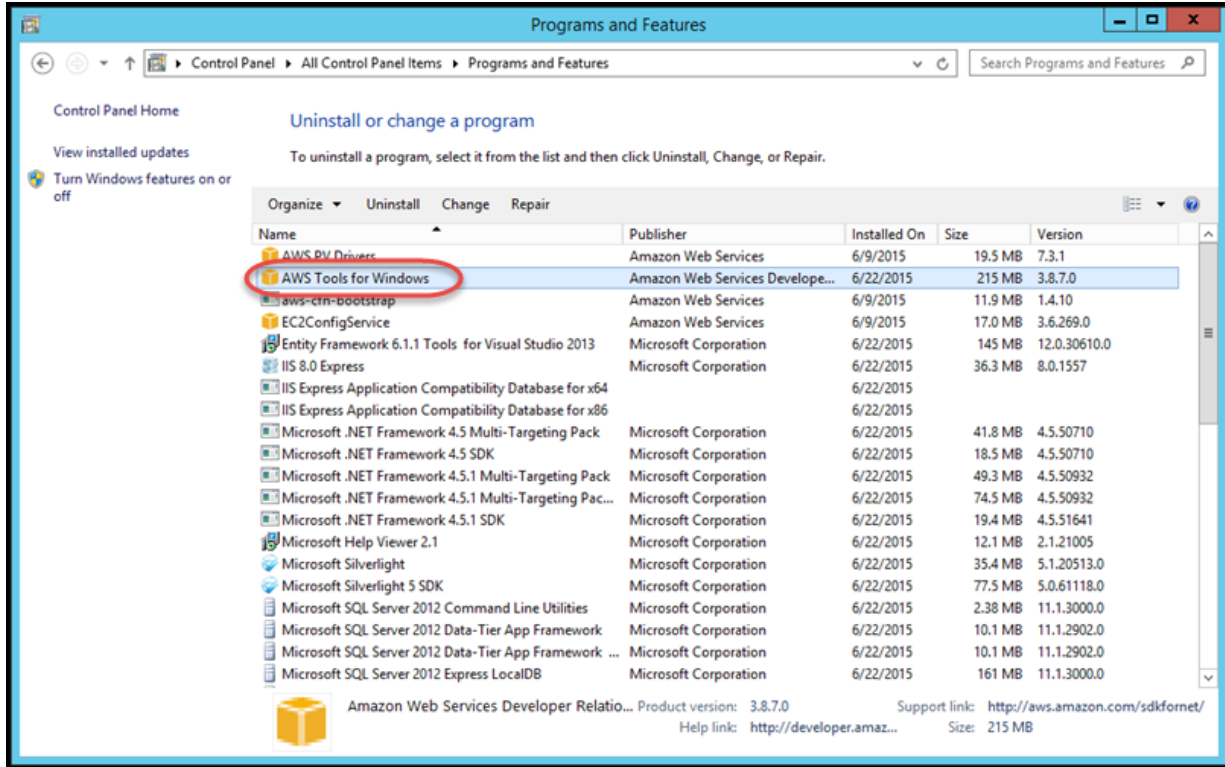 Programs and Features
Control Panel All Control Panel Items Programs and Features Search Programs and Features
Control Panel Home
View installed updates
Turn Windows features on or
off
Uninstall or change a program
To uninstall a program, select it from the list and then click Uninstall, Change, or Repair.
Organize Uninstall Change Repair
Name Publisher Installed On Size Version
AWS PV Drivers Amazon Web Services 6/9/2015 19.5 MB 7.3.1
AWS Tools for Windows Amazon Web Services Develope... 6/22/2015 215 MB 3.8.7.0
aws-cfn-bootstrap Amazon Web Services 6/9/2015 11.9 MB 1.4.10
EC2ConfigService Amazon Web Services 6/9/2015 17.0 MB 3.6.269.0
Entity Framework 6.1.1 Tools for Visual Studio 2013 Microsoft Corporation 6/22/2015 145 MB 12.0.30610.0
IIS 8.0 Express Microsoft Corporation 6/22/2015 36.3 MB 8.0.1557
IIS Express Application Compatibility Database for x64 6/22/2015
IIS Express Application Compatibility Database for x86 6/22/2015
Microsoft .NET Framework 4.5 Multi-Targeting Pack Microsoft Corporation 6/22/2015 41.8 MB 4.5.50710
Microsoft .NET Framework 4.5 SDK Microsoft Corporation 6/22/2015 18.5 MB 4.5.50710
Microsoft .NET Framework 4.5.1 Multi-Targeting Pack Microsoft Corporation 6/22/2015 49.3 MB 4.5.50932
Microsoft .NET Framework 4.5.1 Multi-Targeting Pac... Microsoft Corporation 6/22/2015 74.5 MB 4.5.50932
Microsoft .NET Framework 4.5.1 SDK Microsoft Corporation 6/22/2015 19.4 MB 4.5.51641
Microsoft Help Viewer 2.1 Microsoft Corporation 6/22/2015 12.1 MB 2.1.21005
Microsoft Silverlight Microsoft Corporation 6/22/2015 35.4 MB 5.1.20513.0
Microsoft Silverlight 5 SDK Microsoft Corporation 6/22/2015 77.5 MB 5.0.61118.0
Microsoft SQL Server 2012 Command Line Utilities Microsoft Corporation 6/22/2015 2.38 MB 11.1.3000.0
Microsoft SQL Server 2012 Data-Tier App Framework Microsoft Corporation 6/22/2015 10.1 MB 11.1.2902.0
Microsoft SQL Server 2012 Data-Tier App Framework ... Microsoft Corporation 6/22/2015 10.1 MB 11.1.2902.0
Microsoft SQL Server 2012 Express LocalDB Microsoft Corporation 6/22/2015 161 MB 11.1.3000.0
Amazon Web Services Developer Relatio... Product version: 3.8.7.0 Support link: http://aws.amazon.com/sdkfornet/
Help link: http://developer.amaz... Size: 215 MB